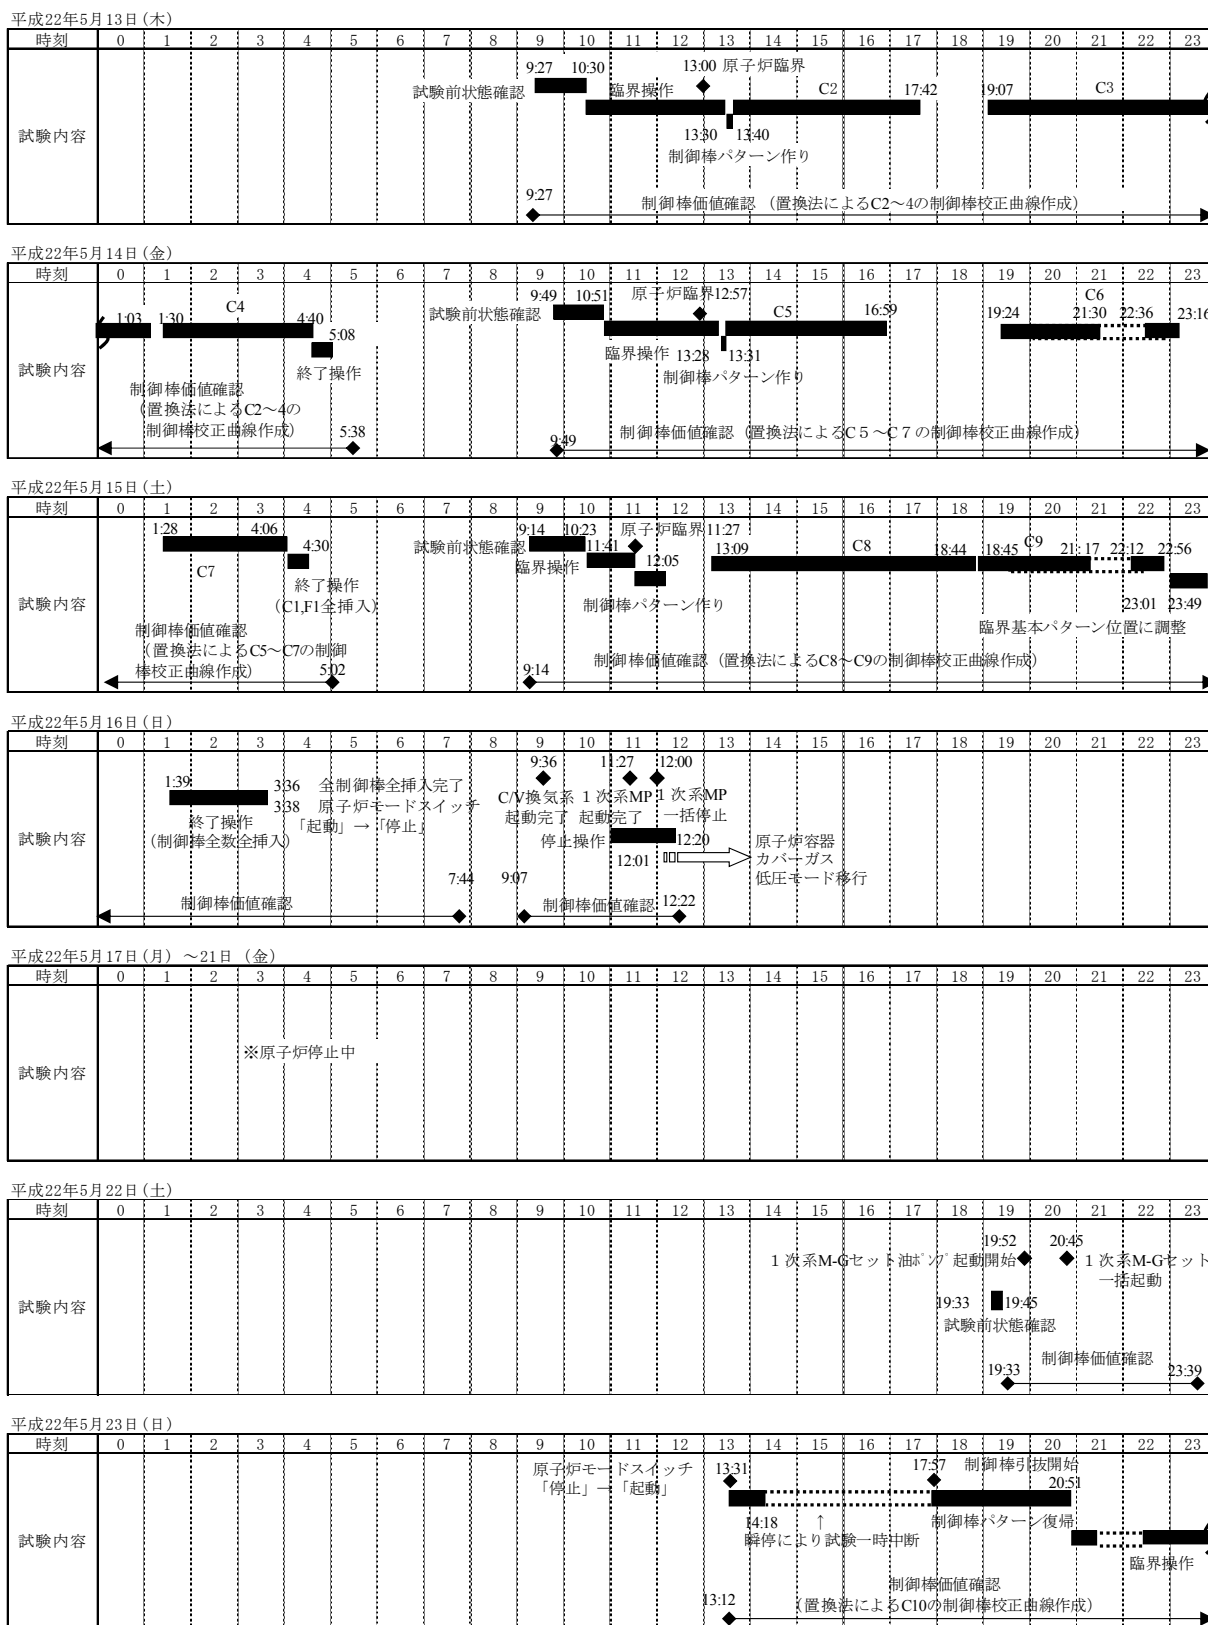 平成22年5月13日(木)
時刻 0 1 2 3 4 5 6 7 8 9 10 11 12 13 14 15 16 17 18 19 20 21 22 23
試験内容
9:27 10:30 13:00 原子炉臨界
試験前状態確認 臨界操作 C2 17:42 19:07 C3
13:30 13:40
制御棒パターン作り
9:27 制御棒価値確認 (置換法によるC2～4の制御棒校正曲線作成)
平成22年5月14日(金)
時刻 0 1 2 3 4 5 6 7 8 9 10 11 12 13 14 15 16 17 18 19 20 21 22 23
試験内容
1:03 1:30 C4 4:40
5:08
終了操作
制御棒価値確認
(置換法によるC2～4の
制御棒校正曲線作成) 5:38
9:49 10:51 原子炉臨界12:57
試験前状態確認 C5 16:59
臨界操作 13:28 13:31
制御棒パターン作り
C6
19:24 21:30 22:36 23:16
9:49 制御棒価値確認 (置換法によるC５～C７の制御棒校正曲線作成)
平成22年5月15日(土)
時刻 0 1 2 3 4 5 6 7 8 9 10 11 12 13 14 15 16 17 18 19 20 21 22 23
試験内容
1:28 4:06
C7 4:30
終了操作
(C1,F1全挿入)
制御棒価値確認
(置換法によるC5～C7の制御
棒校正曲線作成) 5:02
9:14 10:23 原子炉臨界11:27
試験前状態確認 11:41
臨界操作 12:05
制御棒パターン作り
13:09 C8 18:44 18:45 C9 21:17 22:12 22:56
23:01 23:49
臨界基本パターン位置に調整
9:14 制御棒価値確認 (置換法によるC8～C9の制御棒校正曲線作成)
平成22年5月16日(日)
時刻 0 1 2 3 4 5 6 7 8 9 10 11 12 13 14 15 16 17 18 19 20 21 22 23
試験内容
1:39 3:36 全制御棒全挿入完了
3:38 原子炉モードスイッチ
「起動」→「停止」
終了操作
(制御棒全数全挿入)
7:44
制御棒価値確認
9:36 11:27 12:00
C/V換気系 １次系MP １次系MP
起動完了 起動完了 一括停止
停止操作 12:20
12:01
原子炉容器
カバーガス
低圧モード移行
9:07 制御棒価値確認 12:22
平成22年5月17日(月) ～21日 (金)
時刻 0 1 2 3 4 5 6 7 8 9 10 11 12 13 14 15 16 17 18 19 20 21 22 23
試験内容
※原子炉停止中
平成22年5月22日(土)
時刻 0 1 2 3 4 5 6 7 8 9 10 11 12 13 14 15 16 17 18 19 20 21 22 23
試験内容
19:52 20:45
１次系M-Gセット油ﾎﾟﾝﾌﾟ起動開始 １次系M-Gセット
一括起動
19:33 19:45
試験前状態確認
制御棒価値確認
19:33 23:39
平成22年5月23日(日)
時刻 0 1 2 3 4 5 6 7 8 9 10 11 12 13 14 15 16 17 18 19 20 21 22 23
試験内容
原子炉モードスイッチ 13:31 17:57 制御棒引抜開始
「停止」→「起動」 20:51
14:18 ↑ 制御棒パターン復帰
瞬停により試験一時中断
臨界操作
制御棒価値確認
13:12 (置換法によるC10の制御棒校正曲線作成)